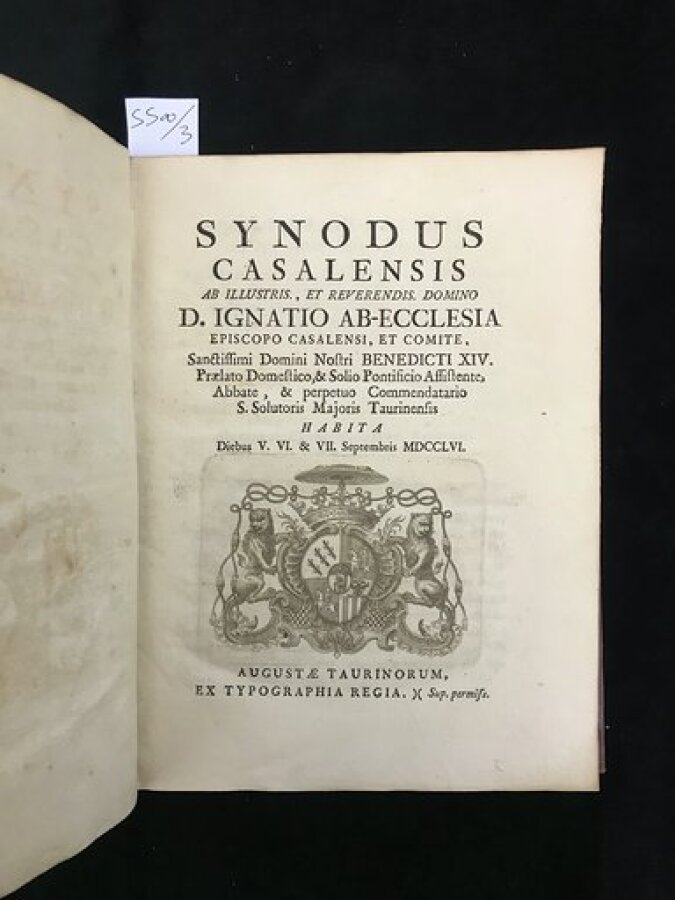 5500/3
SYNODUS
CASALENSIS
AB ILLUSTRIS., ET REVERENDIS. DOMINO
D. IGNATIO AB-ECCLESIA
EPISCOPO CASALENSI, ET COMITE,
Sanctissimi Domini Nostri BENEDICTI XIV.
Prælato Domestico, & Solio Pontificio Assistente,
Abbate, & perpetuo Commendatario
S. Solutoris Majoris Taurinensis
HABITA
Diebus V. VI. & VII. Septembris MDCCLVI.
AUGUSTÆ TAURINORUM,
EX TYPOGRAPHIA REGIA. )( Sup. permiss.